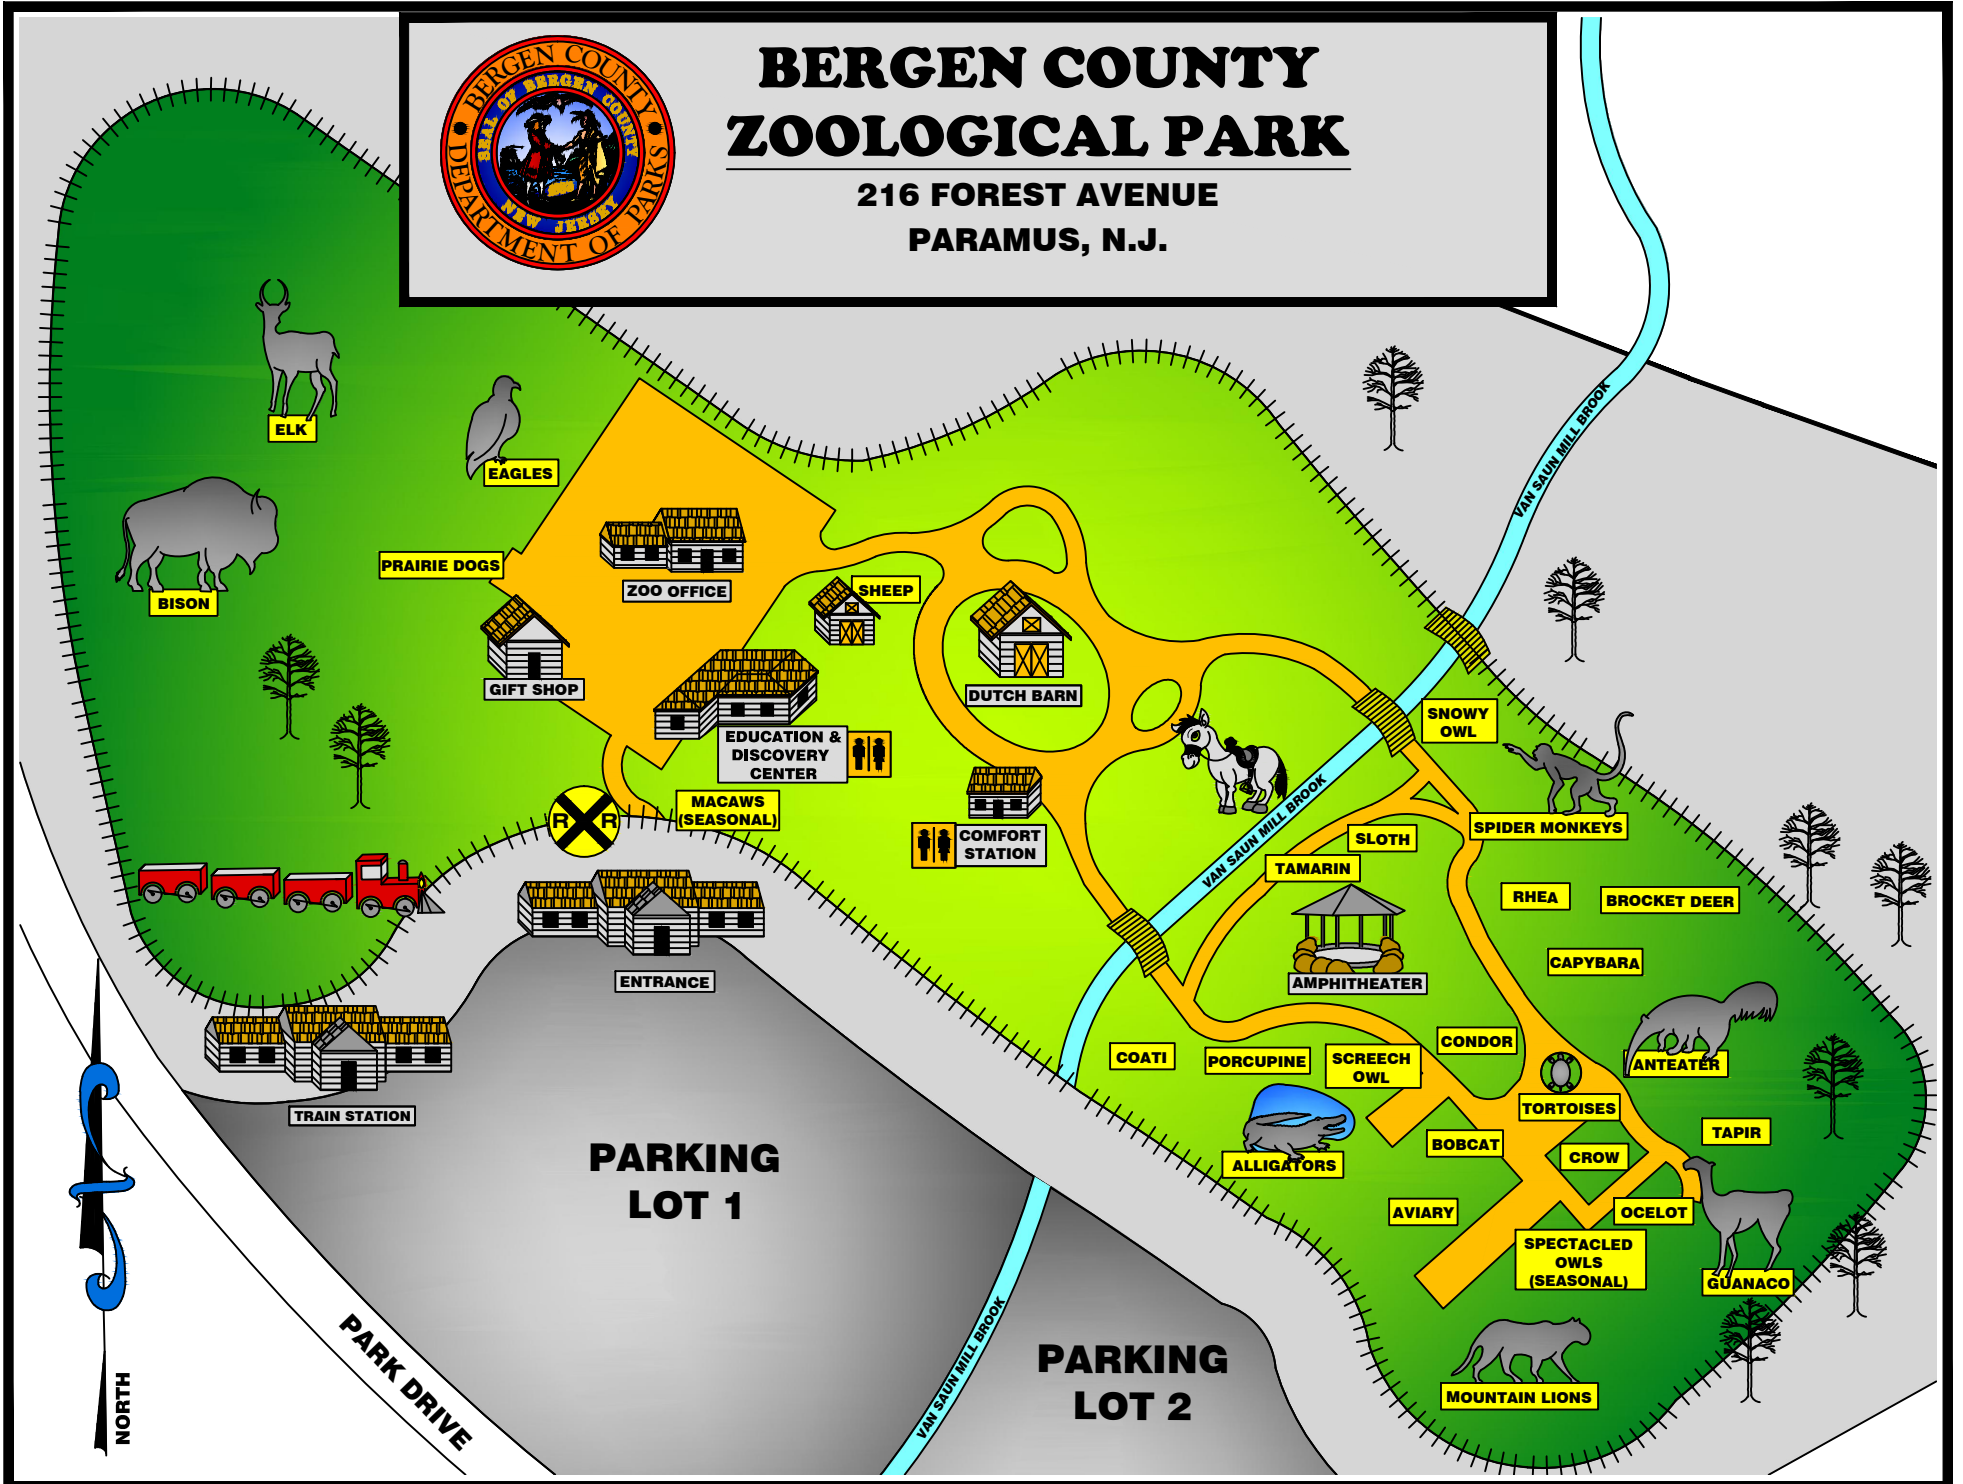 BERGEN COUNTY
ZOOLOGICAL PARK
216 FOREST AVENUE
PARAMUS, N.J.
BERGEN COUNTY
DEPARTMENT OF PARKS
SEAL OF BERGEN COUNTY
NEW JERSEY
ELK
EAGLES
BISON
PRAIRIE DOGS
ZOO OFFICE
SHEEP
GIFT SHOP
DUTCH BARN
EDUCATION &
DISCOVERY
CENTER
MACAWS
(SEASONAL)
R R
COMFORT
STATION
ENTRANCE
TRAIN STATION
VAN SAUN MILL BROOK
SNOWY
OWL
SPIDER MONKEYS
SLOTH
TAMARIN
VAN SAUN MILL BROOK
RHEA
BROCKET DEER
CAPYBARA
AMPHITHEATER
CONDOR
COATI
PORCUPINE
SCREECH
OWL
ANTEATER
TORTOISES
TAPIR
BOBCAT
CROW
ALLIGATORS
AVIARY
OCELOT
SPECTACLED
OWLS
(SEASONAL)
GUANACO
MOUNTAIN LIONS
PARKING
LOT 1
PARKING
LOT 2
VAN SAUN MILL BROOK
PARK DRIVE
NORTH